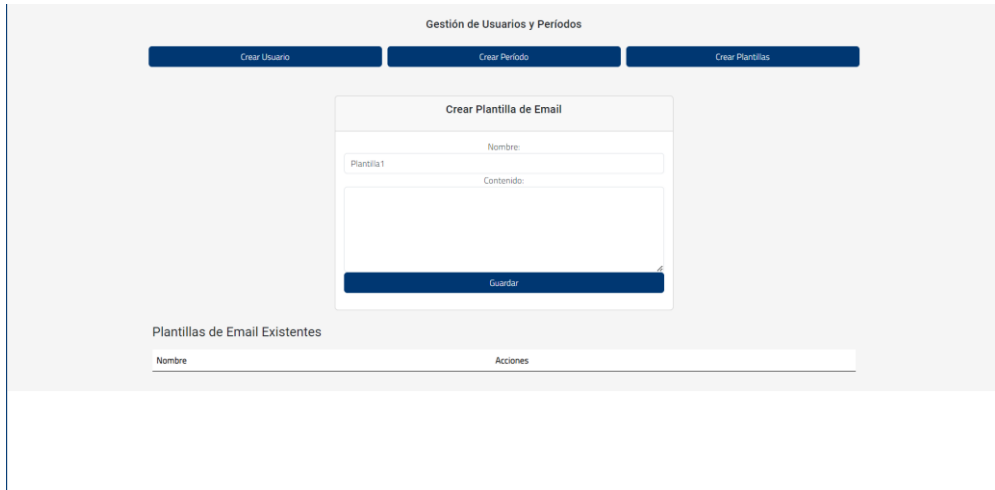 Gestión de Usuarios y Períodos
Crear Usuario
Crear Período
Crear Plantillas
Crear Plantilla de Email
Nombre:
Plantilla1
Contenido:
Guardar
Plantillas de Email Existentes
Nombre Acciones